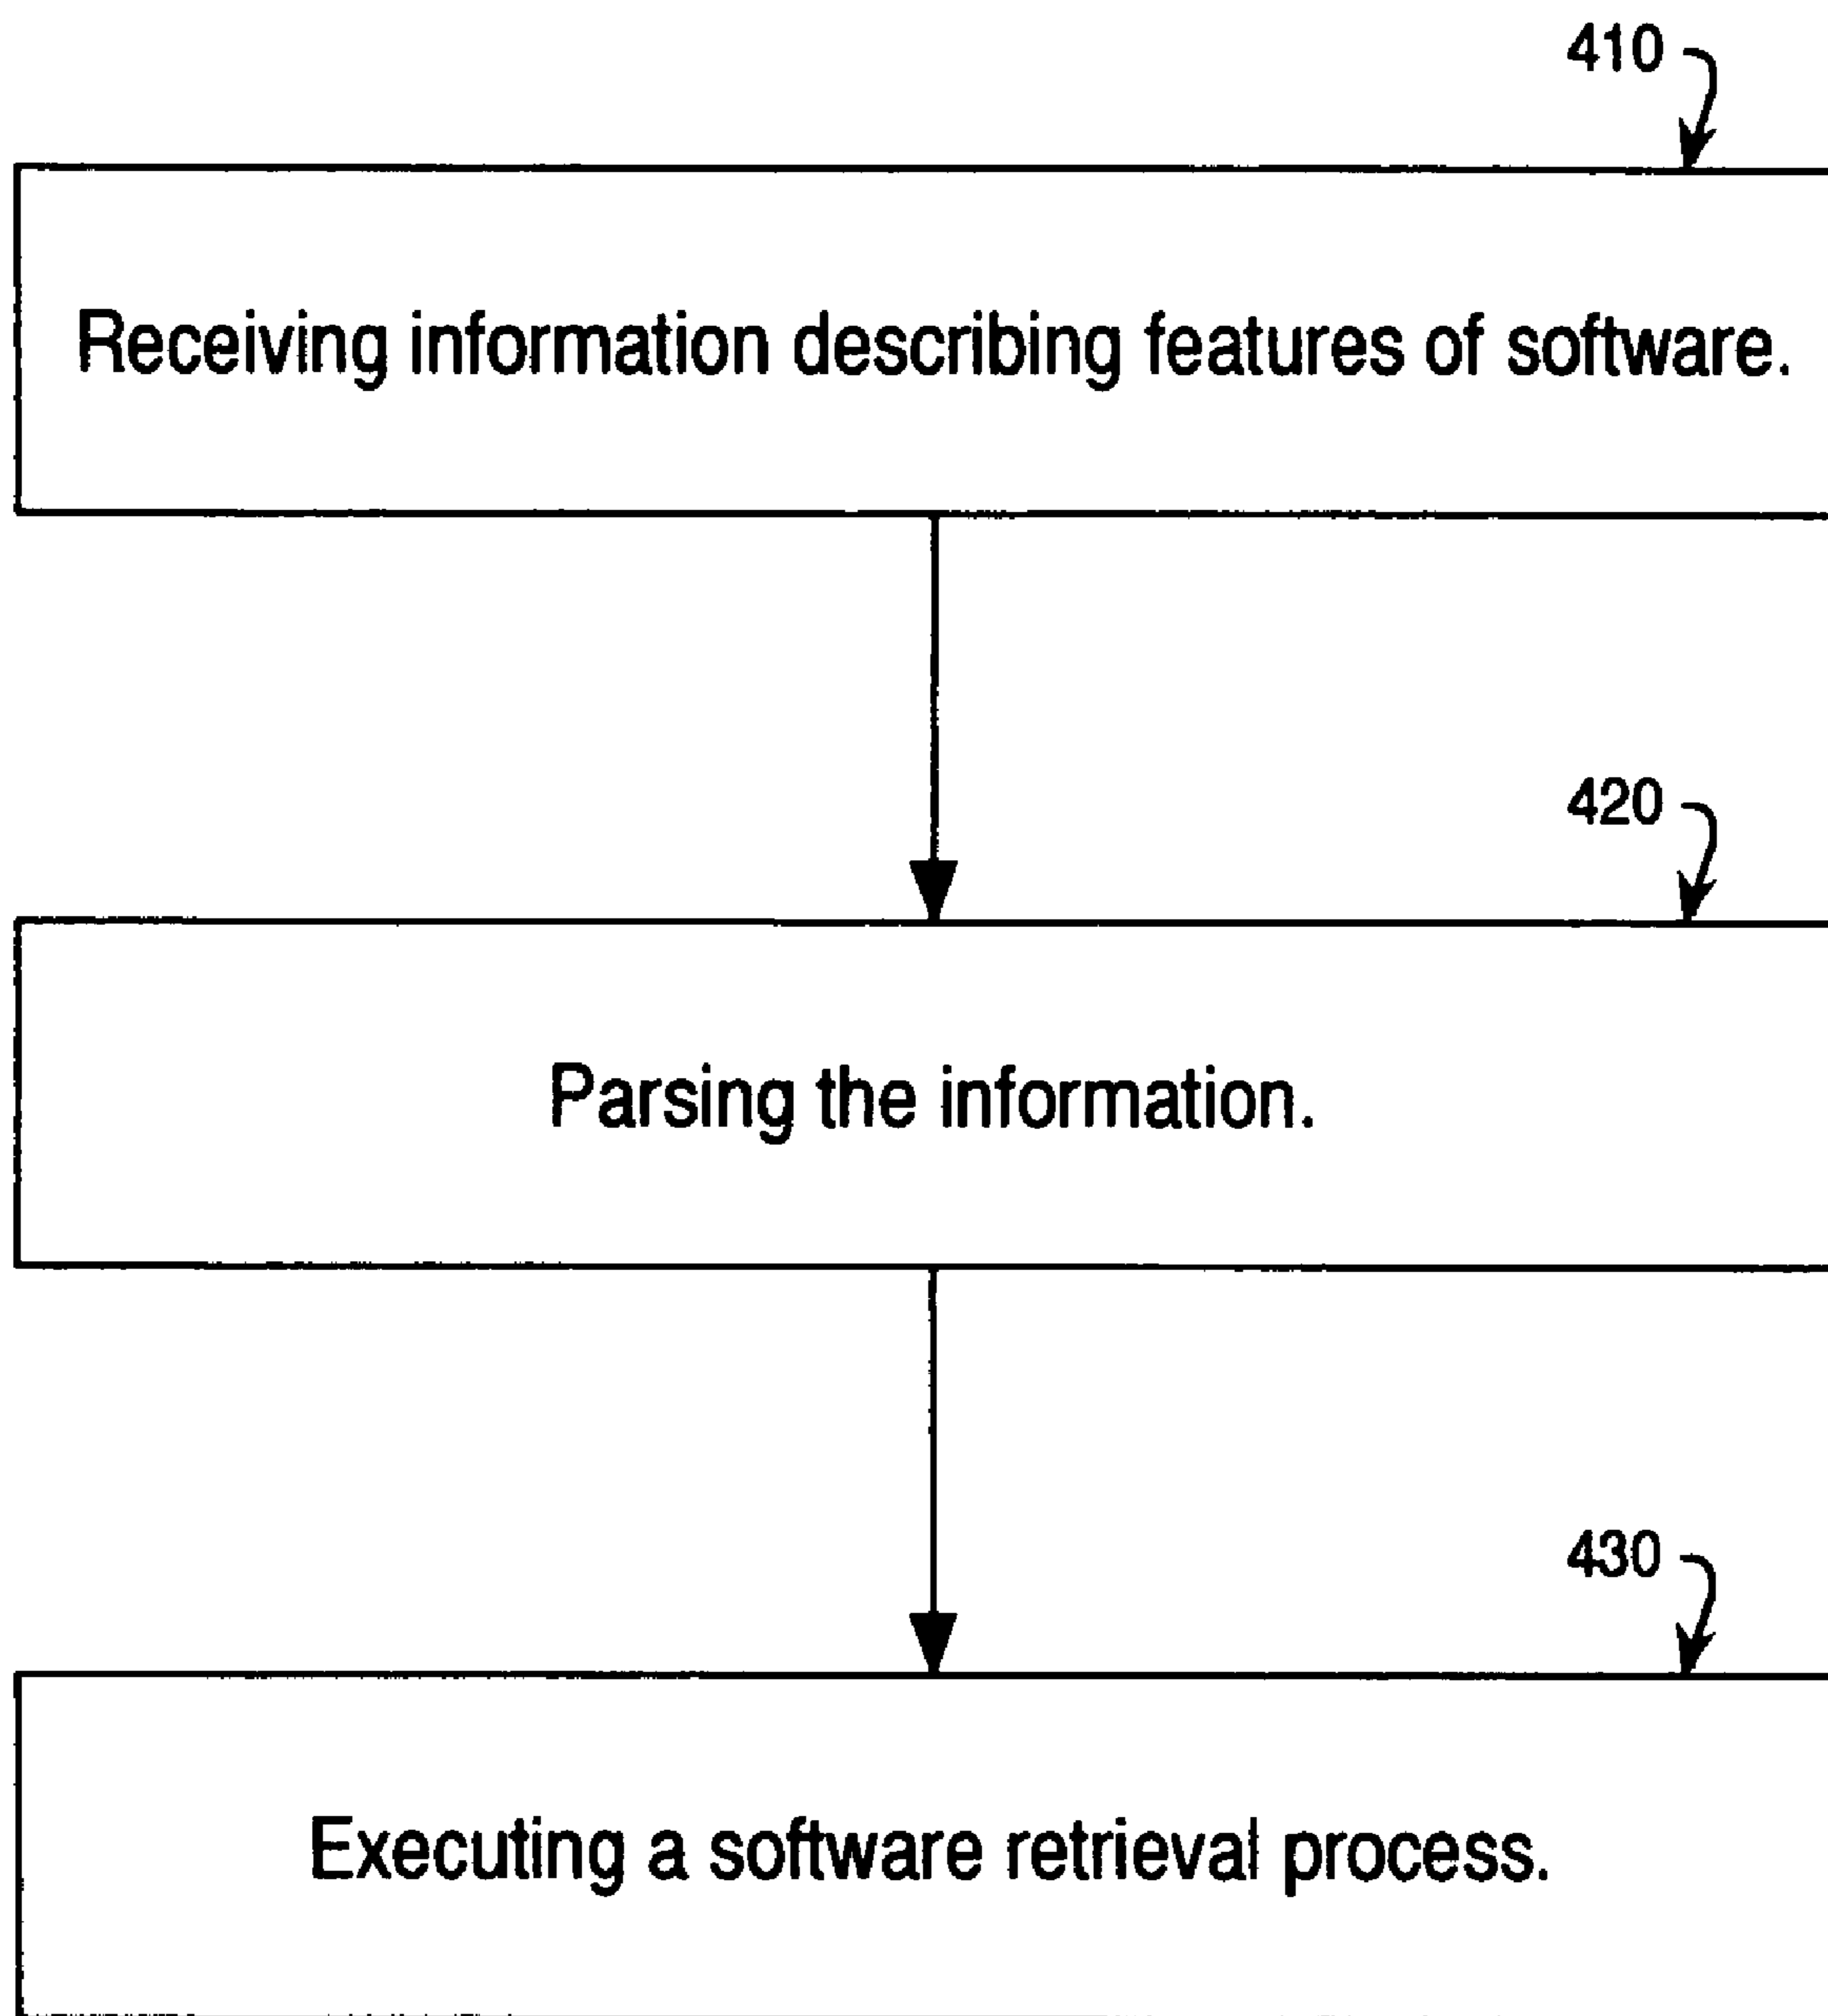 410
Receiving information describing features of software.
420
Parsing the information.
430
Executing a software retrieval process.